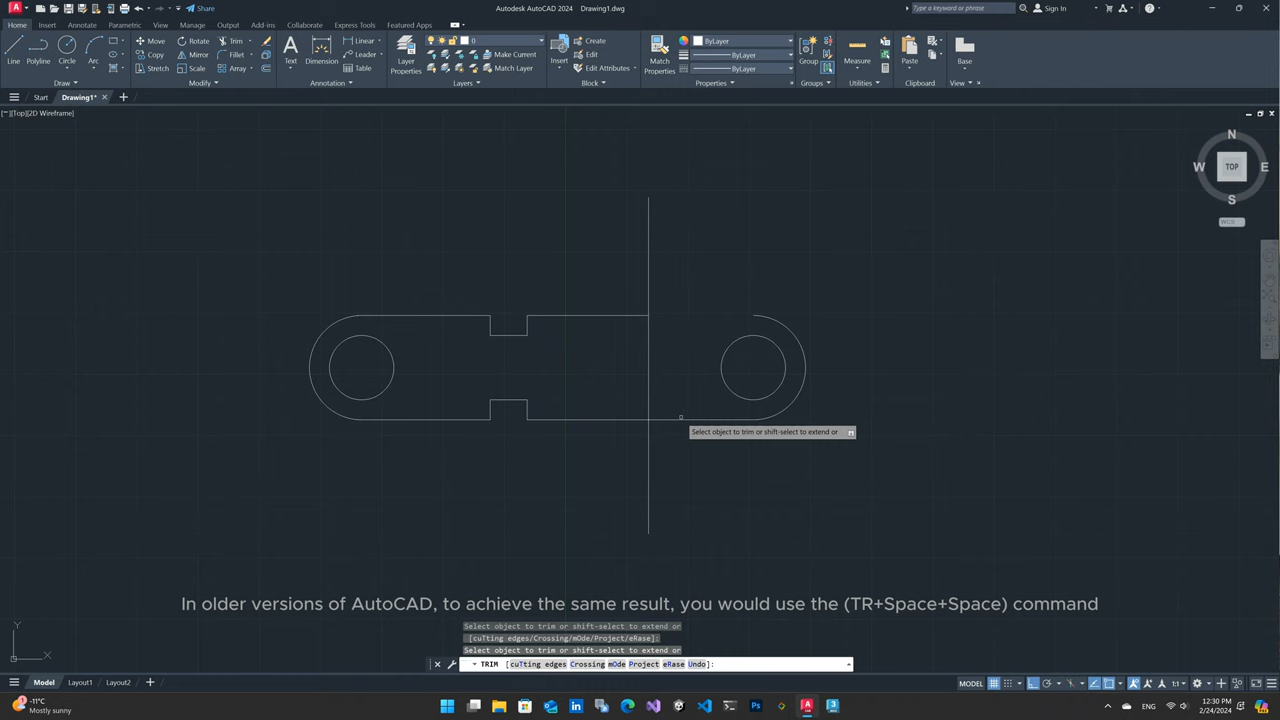 Share
Autodesk AutoCAD 2024 Drawing1.dwg
Type a keyword or phrase
Sign In
Home Insert Annotate Parametric View Manage Output Add-ins Collaborate Express Tools Featured Apps
Line Polyline Circle Arc
Move Rotate Trim
Copy Mirror Fillet
Stretch Scale Array
Text Dimension
Linear
Leader
Table
Layer Properties
0
Make Current
Match Layer
Insert
Create
Edit
Edit Attributes
Match Properties
ByLayer
ByLayer
ByLayer
Group
Measure
Paste
Base
Draw Modify Annotation Layers Block Properties Groups Utilities Clipboard View
Start Drawing1*
[−][Top][2D Wireframe]
N
W TOP E
S
WCS
Select object to trim or shift-select to extend or
In older versions of AutoCAD, to achieve the same result, you would use the (TR+Space+Space) command
Y
X
Select object to trim or shift-select to extend or
[cuTting edges/Crossing/mOde/Project/eRase]:
Select object to trim or shift-select to extend or
TRIM [cuTting edges Crossing mOde Project eRase Undo]:
Model Layout1 Layout2
MODEL
1:1
-11°C
Mostly sunny
ENG
12:30 PM
2/24/2024